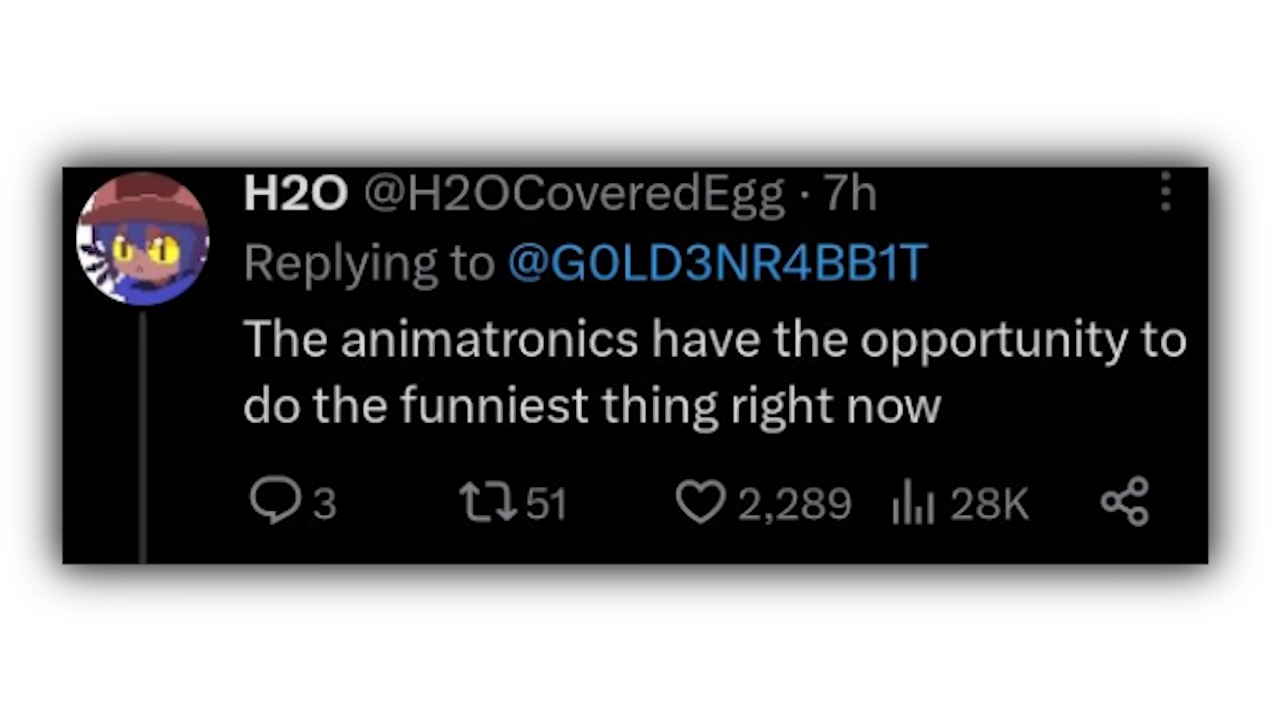 H2O @H2OCoveredEgg · 7h
Replying to @G0LD3NR4BB1T
The animatronics have the opportunity to
do the funniest thing right now
3 51 2,289 28K